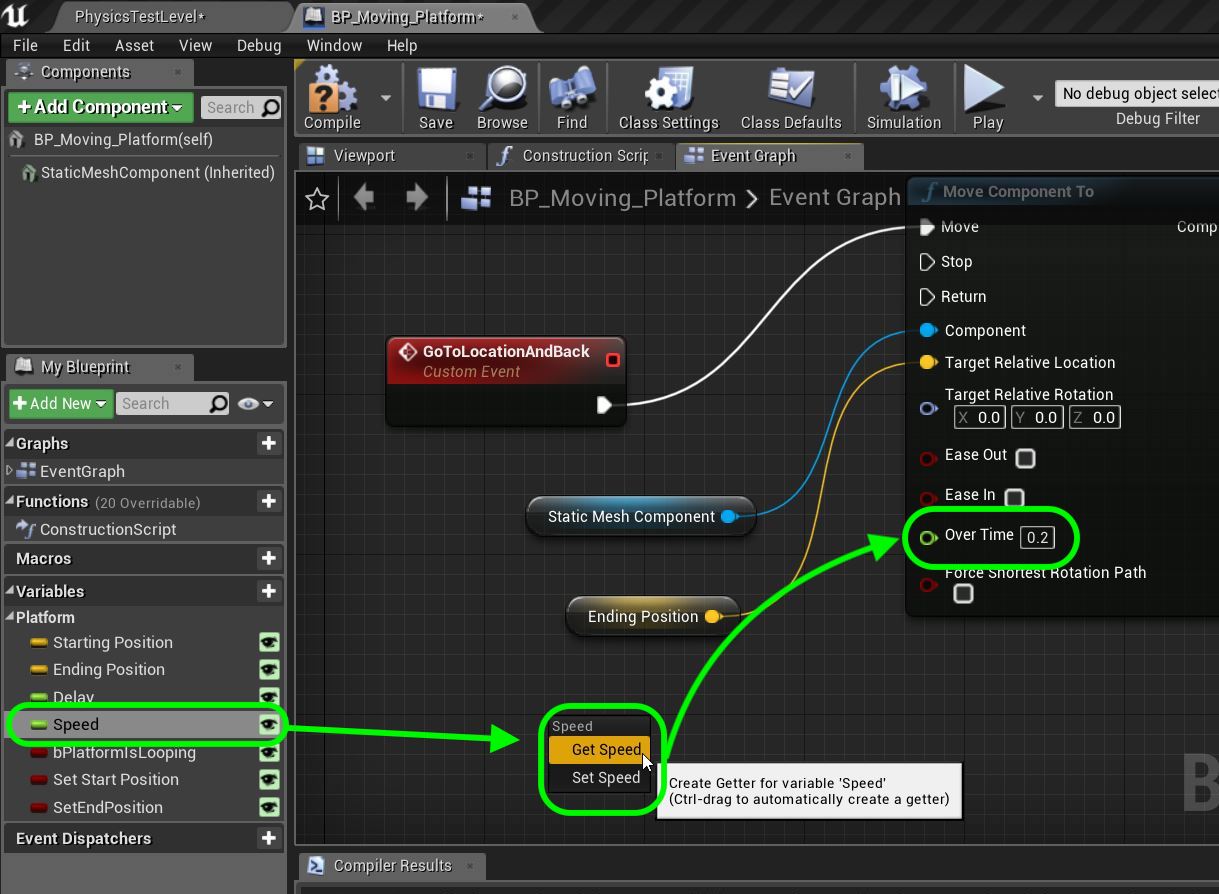 PhysicsTestLevel*
BP_Moving_Platform*
File Edit Asset View Debug Window Help
Components
+Add Component
Search
BP_Moving_Platform(self)
StaticMeshComponent (Inherited)
Compile
Save
Browse
Find
Class Settings
Class Defaults
Simulation
Play
No debug object select
Debug Filter
Viewport
Construction Scrip
Event Graph
BP_Moving_Platform > Event Graph
My Blueprint
+Add New
Search
Graphs
EventGraph
Functions (20 Overridable)
ConstructionScript
Macros
Variables
Platform
Starting Position
Ending Position
Delay
Speed
bPlatformIsLooping
Set Start Position
SetEndPosition
Event Dispatchers
GoToLocationAndBack
Custom Event
Static Mesh Component
Ending Position
Speed
Get Speed
Set Speed
Create Getter for variable 'Speed'
(Ctrl-drag to automatically create a getter)
Move Component To
Move
Comp
Stop
Return
Component
Target Relative Location
Target Relative Rotation
X 0.0 Y 0.0 Z 0.0
Ease Out
Ease In
Over Time 0.2
Force Shortest Rotation Path
B
Compiler Results